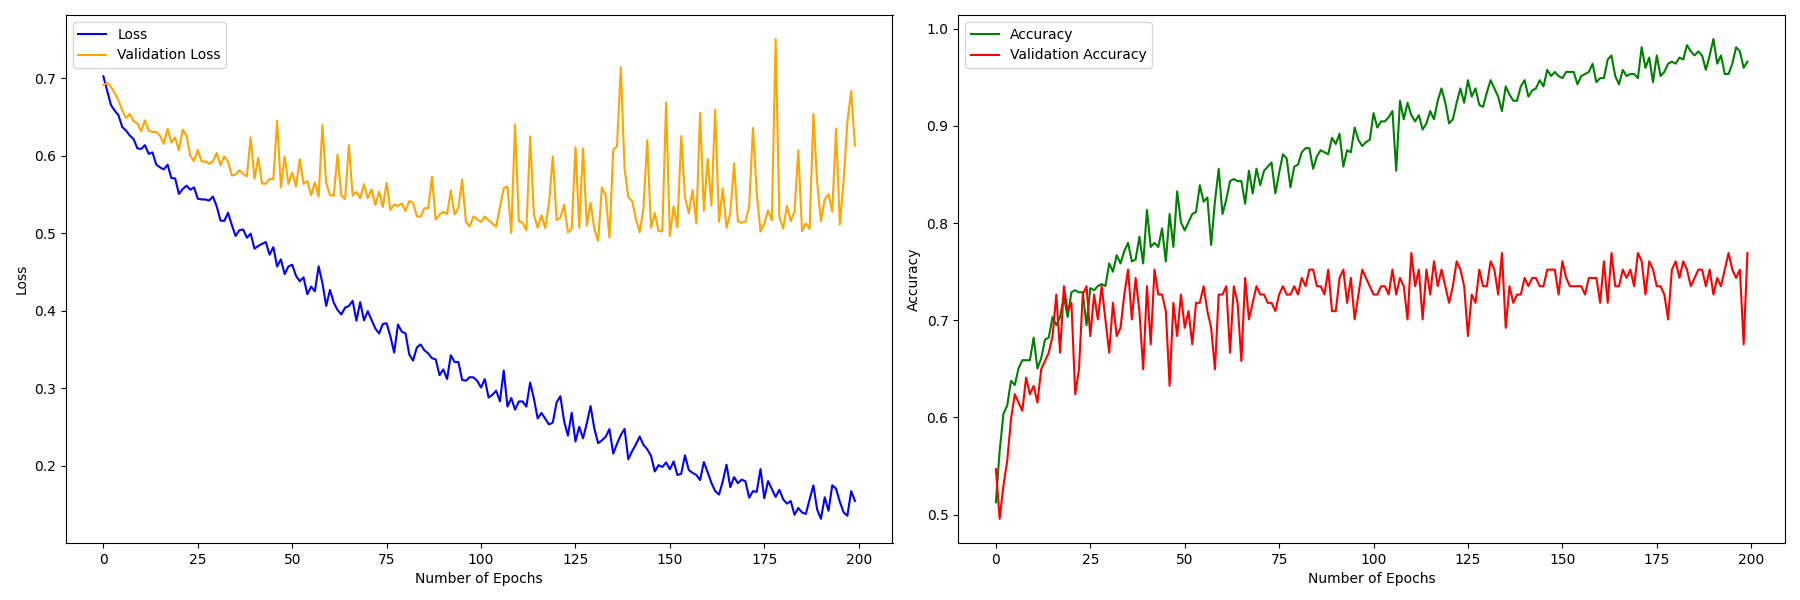 Loss
Validation Loss
0.7
0.6
0.5
0.4
0.3
0.2
Loss
0 25 50 75 100 125 150 175 200
Number of Epochs
Accuracy
Validation Accuracy
1.0
0.9
0.8
0.7
0.6
0.5
Accuracy
0 25 50 75 100 125 150 175 200
Number of Epochs